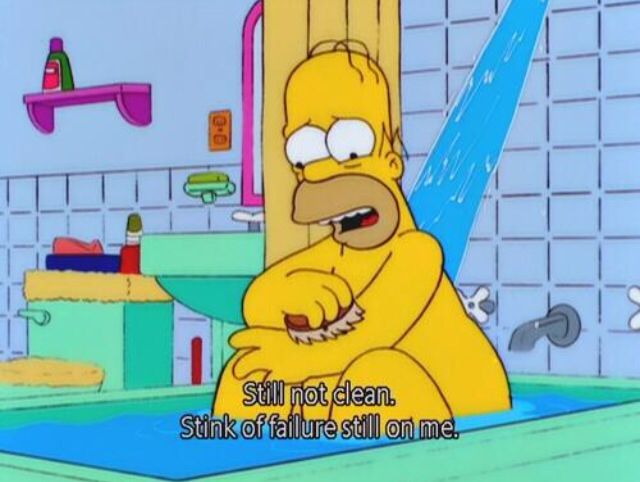 Still not clean.
Stink of failure still on me.